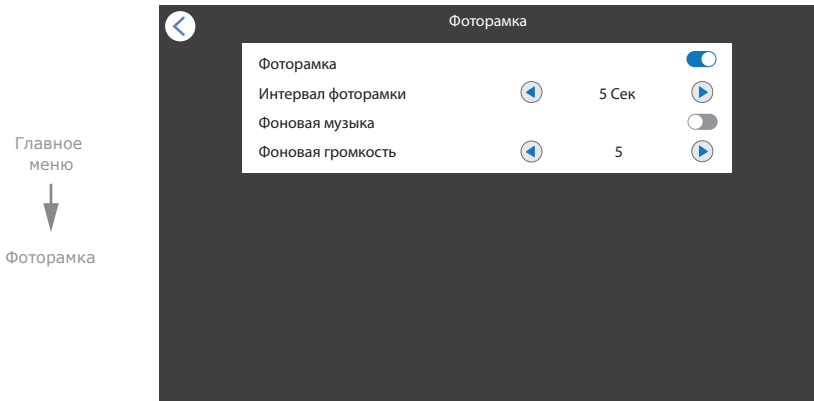 Главное
меню
Фоторамка
Фоторамка
Фоторамка
Интервал фоторамки 5 Сек
Фоновая музыка
Фоновая громкость 5